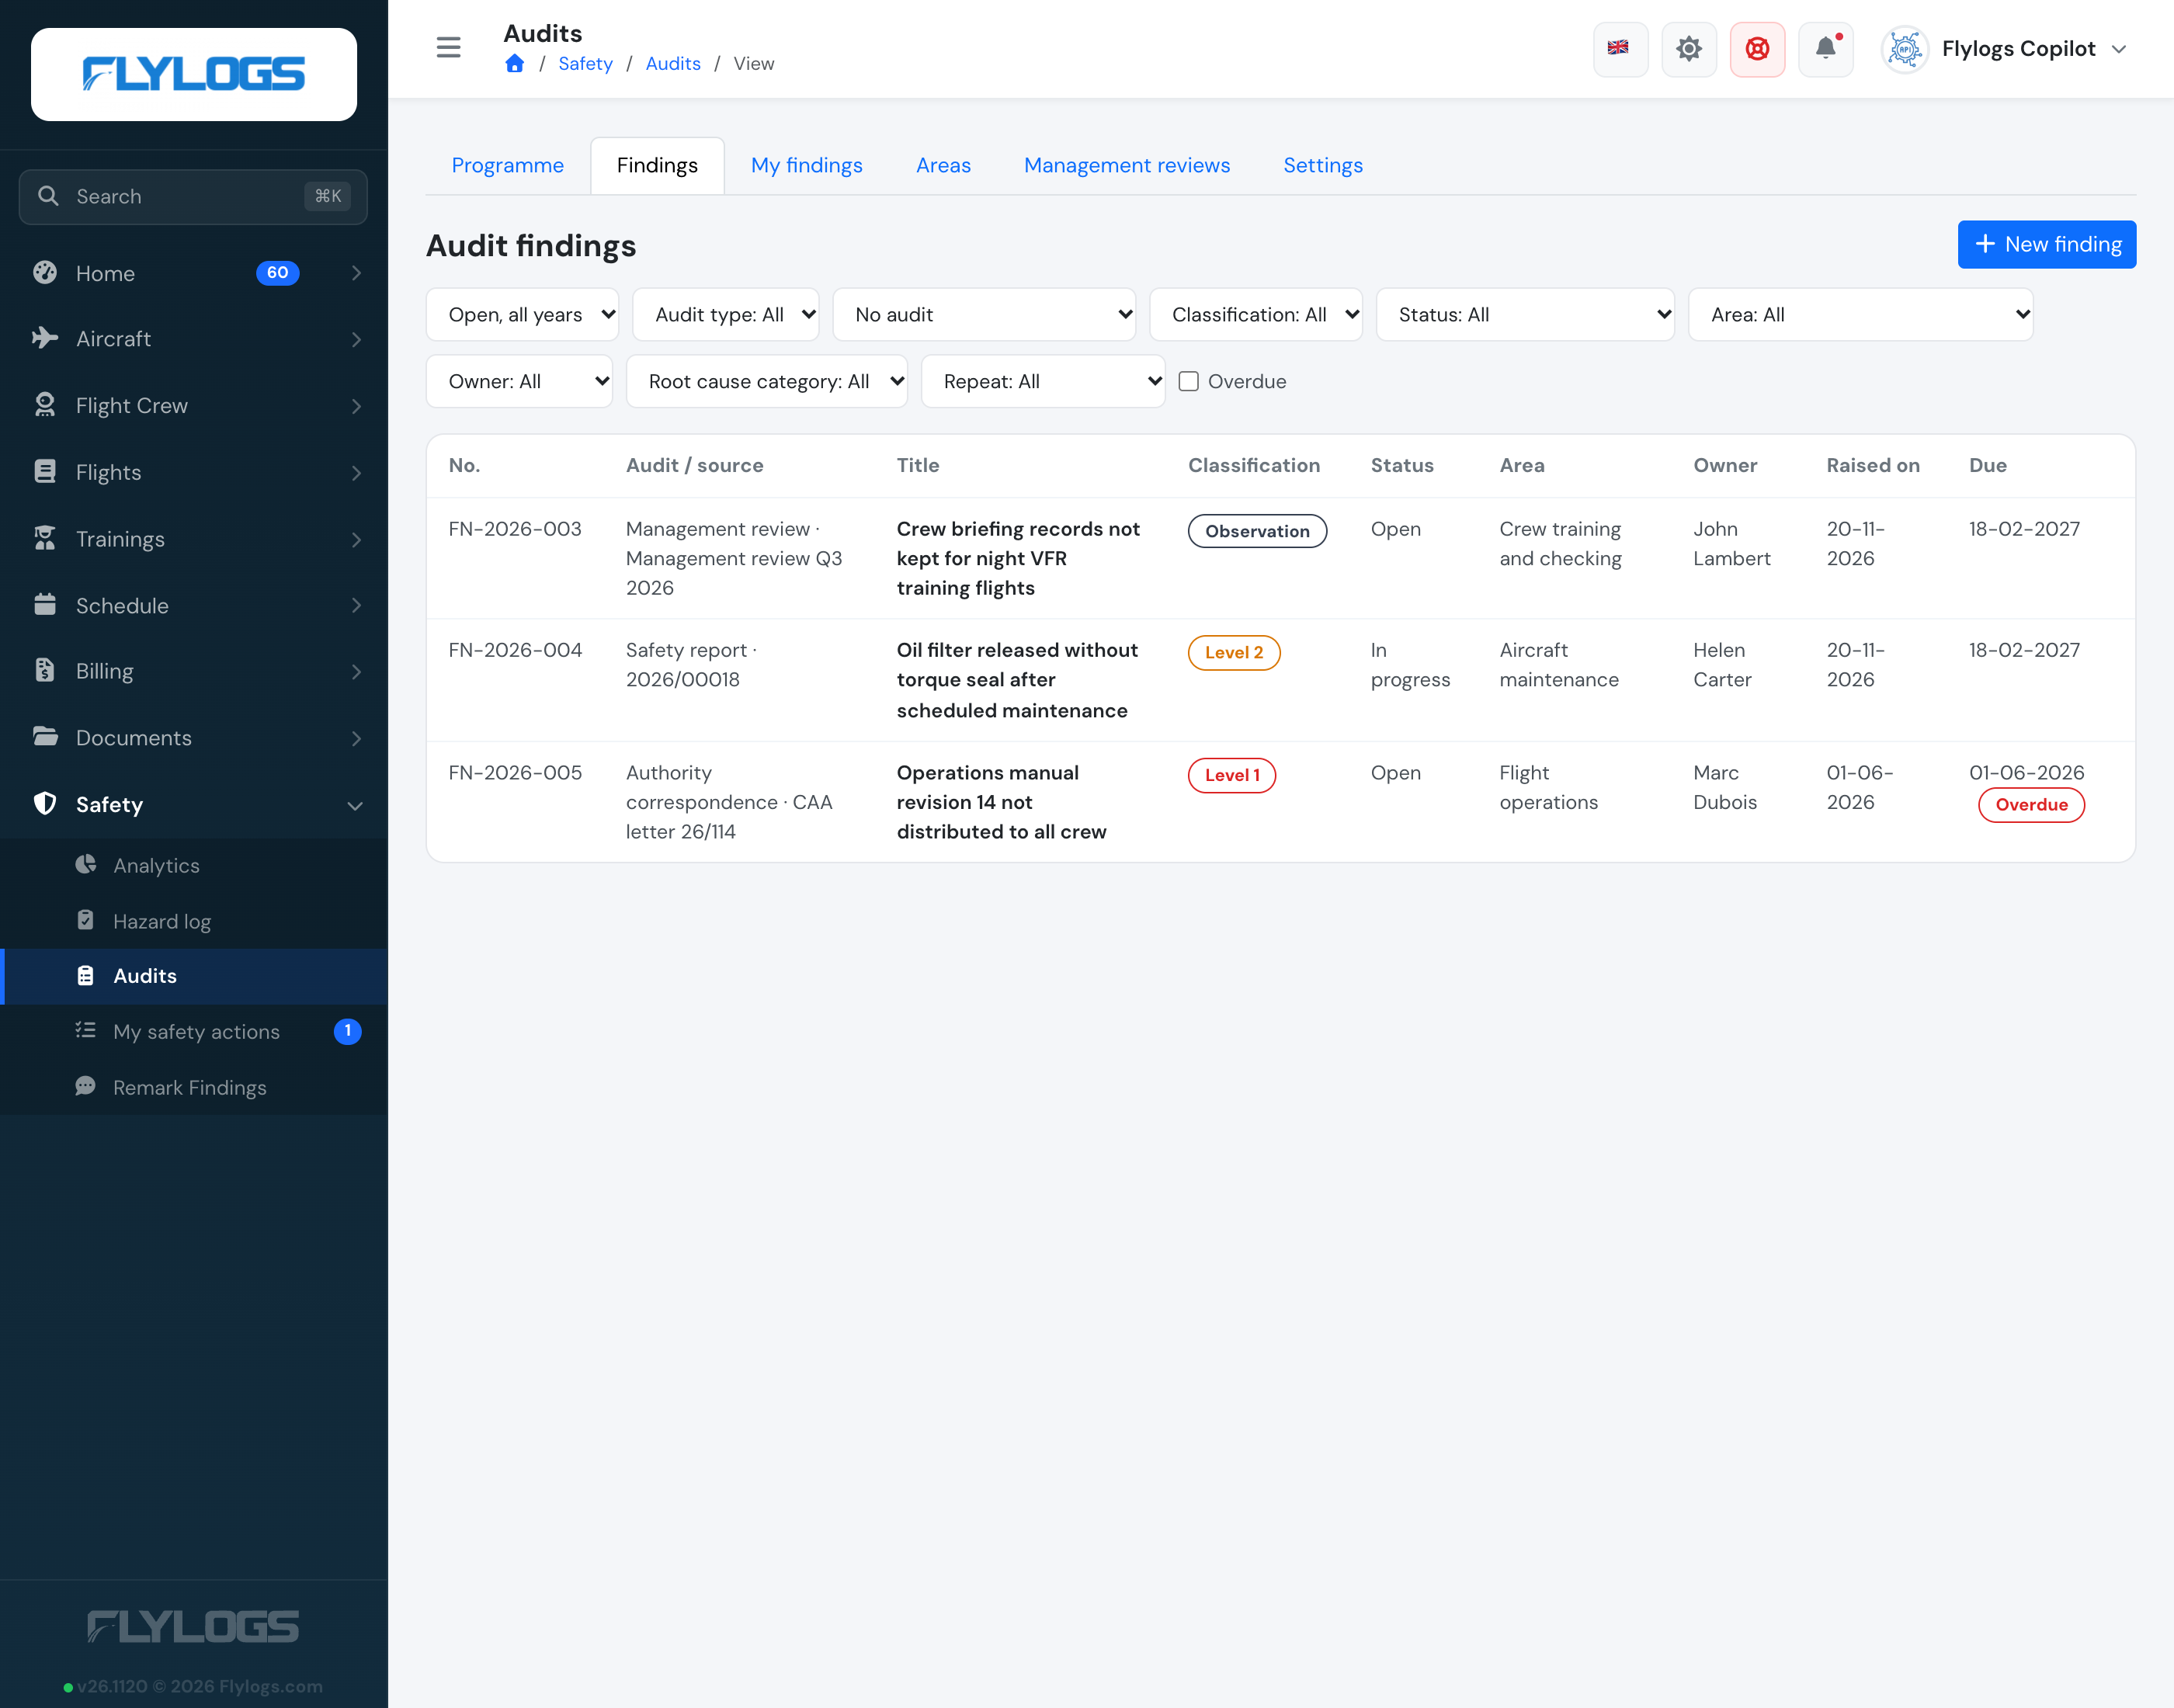 FLYLOGS
Search ⌘K
Home 60
Aircraft
Flight Crew
Flights
Trainings
Schedule
Billing
Documents
Safety
Analytics
Hazard log
Audits
My safety actions 1
Remark Findings
FLYLOGS
v26.1120 © 2026 Flylogs.com
Audits
/ Safety / Audits / View
API
Flylogs Copilot
Programme Findings My findings Areas Management reviews Settings
Audit findings
+ New finding
Open, all years Audit type: All No audit Classification: All Status: All Area: All
Owner: All Root cause category: All Repeat: All Overdue
No. Audit / source Title Classification Status Area Owner Raised on Due
FN-2026-003 Management review · Crew briefing records not Observation Open Crew training John 20-11- 18-02-2027
Management review Q3 kept for night VFR and checking Lambert 2026
2026 training flights
FN-2026-004 Safety report · Oil filter released without Level 2 In Aircraft Helen 20-11- 18-02-2027
2026/00018 torque seal after progress maintenance Carter 2026
scheduled maintenance
FN-2026-005 Authority Operations manual Level 1 Open Flight Marc 01-06- 01-06-2026
correspondence · CAA revision 14 not operations Dubois 2026 Overdue
letter 26/114 distributed to all crew